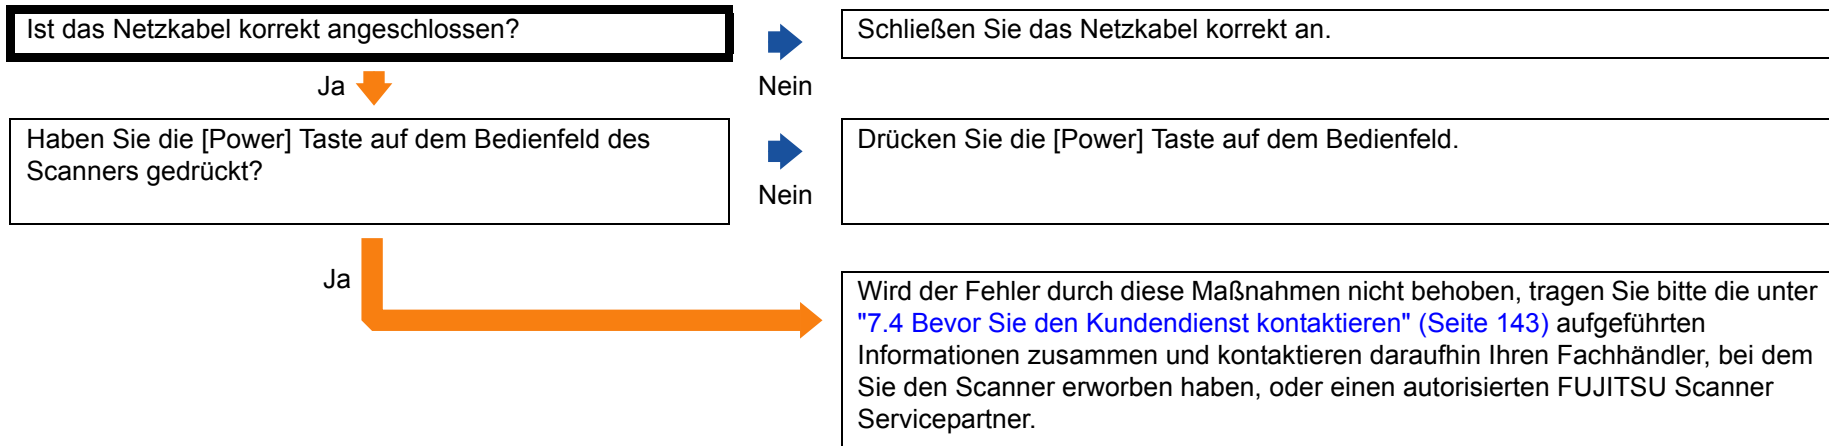 Ist das Netzkabel korrekt angeschlossen?
Schließen Sie das Netzkabel korrekt an.
Ja
Nein
Haben Sie die [Power] Taste auf dem Bedienfeld des
Scanners gedrückt?
Drücken Sie die [Power] Taste auf dem Bedienfeld.
Nein
Ja
Wird der Fehler durch diese Maßnahmen nicht behoben, tragen Sie bitte die unter
"7.4 Bevor Sie den Kundendienst kontaktieren" (Seite 143) aufgeführten
Informationen zusammen und kontaktieren daraufhin Ihren Fachhändler, bei dem
Sie den Scanner erworben haben, oder einen autorisierten FUJITSU Scanner
Servicepartner.